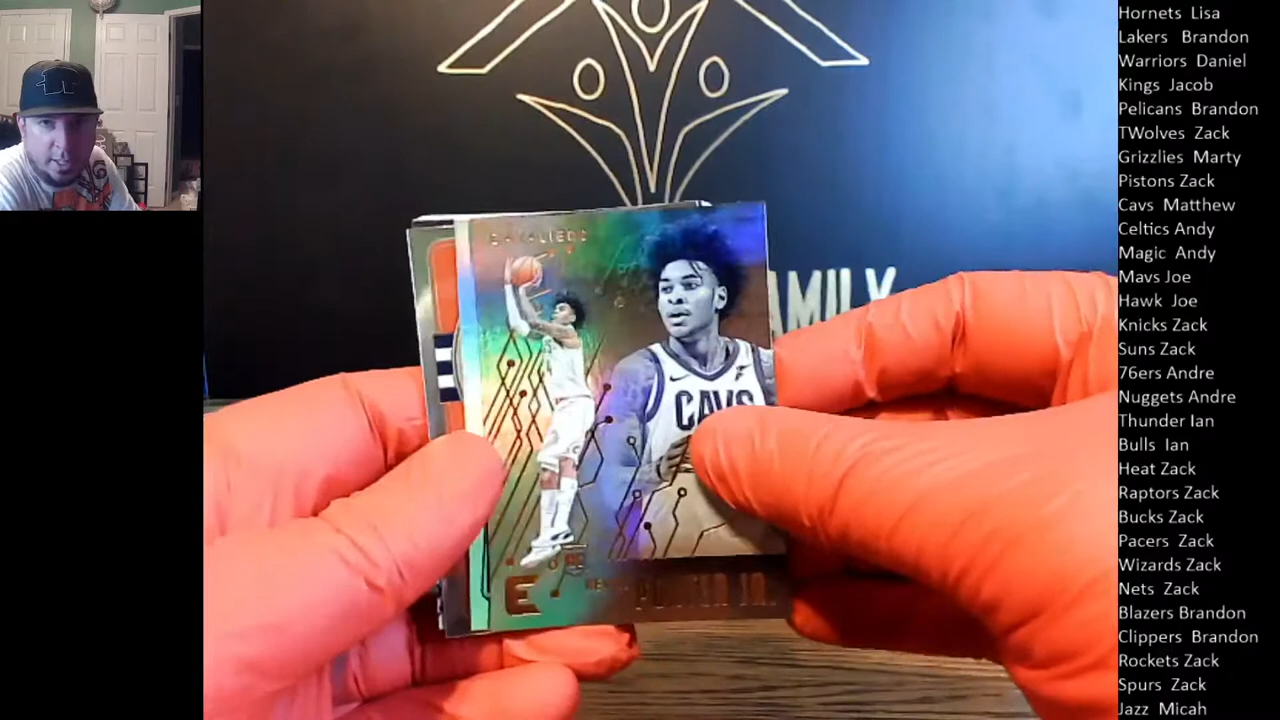 Hornets Lisa
Lakers Brandon
Warriors Daniel
Kings Jacob
Pelicans Brandon
TWolves Zack
Grizzlies Marty
Pistons Zack
Cavs Matthew
Celtics Andy
Magic Andy
Mavs Joe
Hawk Joe
Knicks Zack
Suns Zack
76ers Andre
Nuggets Andre
Thunder Ian
Bulls Ian
Heat Zack
Raptors Zack
Bucks Zack
Pacers Zack
Wizards Zack
Nets Zack
Blazers Brandon
Clippers Brandon
Rockets Zack
Spurs Zack
Jazz Micah
AMILY
CAVS
E